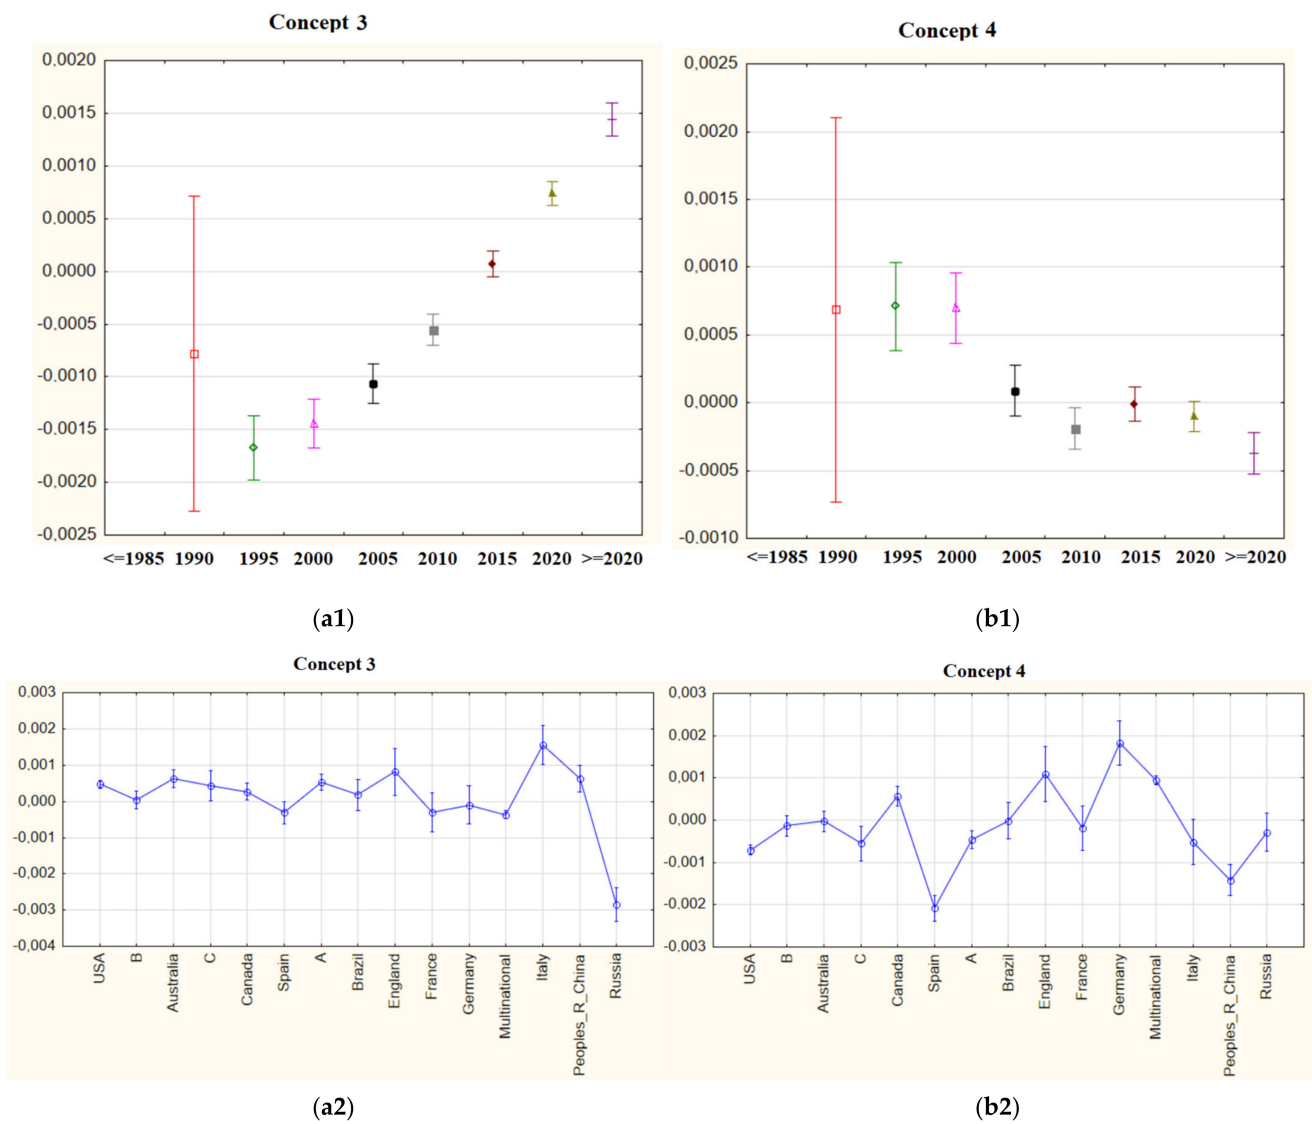 Concept 3
0,0020
0,0015
0,0010
0,0005
0,0000
-0,0005
-0,0010
-0,0015
-0,0020
-0,0025
<=1985 1990 1995 2000 2005 2010 2015 2020 >=2020
(a1)
Concept 4
0,0025
0,0020
0,0015
0,0010
0,0005
0,0000
-0,0005
-0,0010
<=1985 1990 1995 2000 2005 2010 2015 2020 >=2020
(b1)
Concept 3
0,003
0,002
0,001
0,000
-0,001
-0,002
-0,003
-0,004
USA
B
Australia
C
Canada
Spain
A
Brazil
England
France
Germany
Multinational
Italy
Peoples_R_China
Russia
(a2)
Concept 4
0,003
0,002
0,001
0,000
-0,001
-0,002
-0,003
USA
B
Australia
C
Canada
Spain
A
Brazil
England
France
Germany
Multinational
Italy
Peoples_R_China
Russia
(b2)